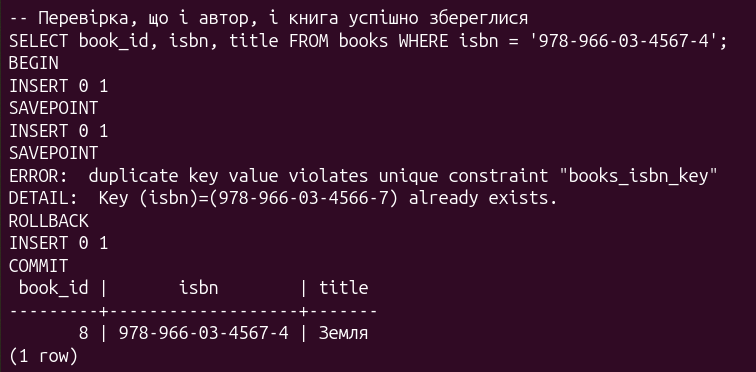 -- Перевірка, що і автор, і книга успішно збереглися
SELECT book_id, isbn, title FROM books WHERE isbn = '978-966-03-4567-4';
BEGIN
INSERT 0 1
SAVEPOINT
INSERT 0 1
SAVEPOINT
ERROR:  duplicate key value violates unique constraint "books_isbn_key"
DETAIL:  Key (isbn)=(978-966-03-4566-7) already exists.
ROLLBACK
INSERT 0 1
COMMIT
 book_id |       isbn        | title
---------+-------------------+-------
       8 | 978-966-03-4567-4 | Земля
(1 row)